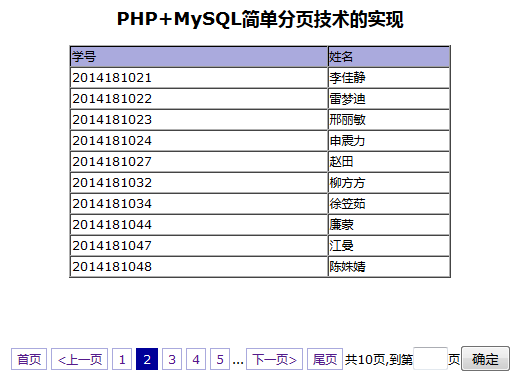 PHP+MySQL简单分页技术的实现
学号 姓名
2014181021 李佳静
2014181022 雷梦迪
2014181023 邢丽敏
2014181024 申震力
2014181027 赵田
2014181032 柳方方
2014181034 徐笠茹
2014181044 廉蒙
2014181047 江曼
2014181048 陈姝婧
首页 <上一页 1 2 3 4 5 ... 下一页> 尾页 共10页,到第 页 确定